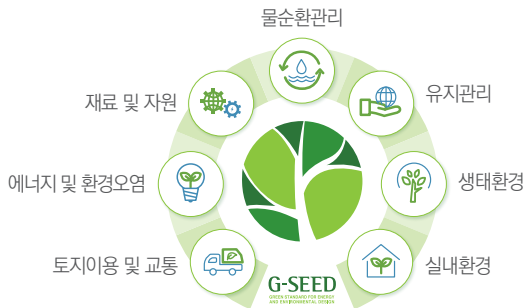 물순환관리
재료 및 자원
유지관리
에너지 및 환경오염
생태환경
토지이용 및 교통
실내환경
G-SEED
GREEN STANDARD FOR ENERGY
AND ENVIRONMENTAL DESIGN